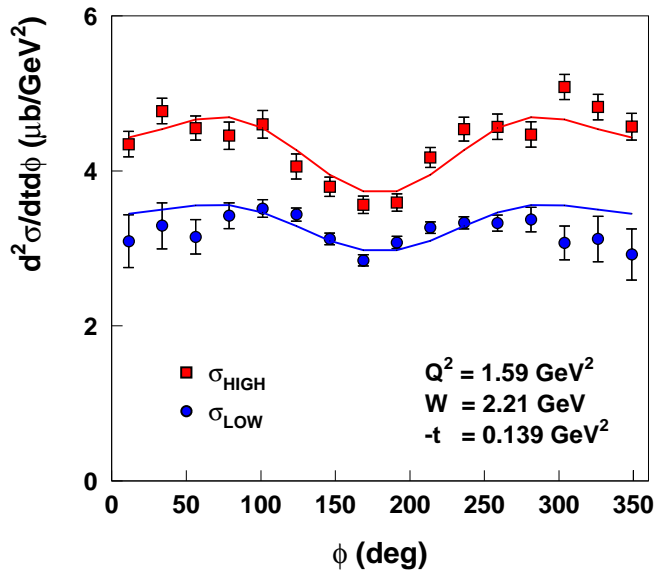 d²σ/dtdϕ (μb/GeV²)
6
4
2
0
σHIGH
σLOW
Q² = 1.59 GeV²
W = 2.21 GeV
-t = 0.139 GeV²
0 50 100 150 200 250 300 350
ϕ (deg)